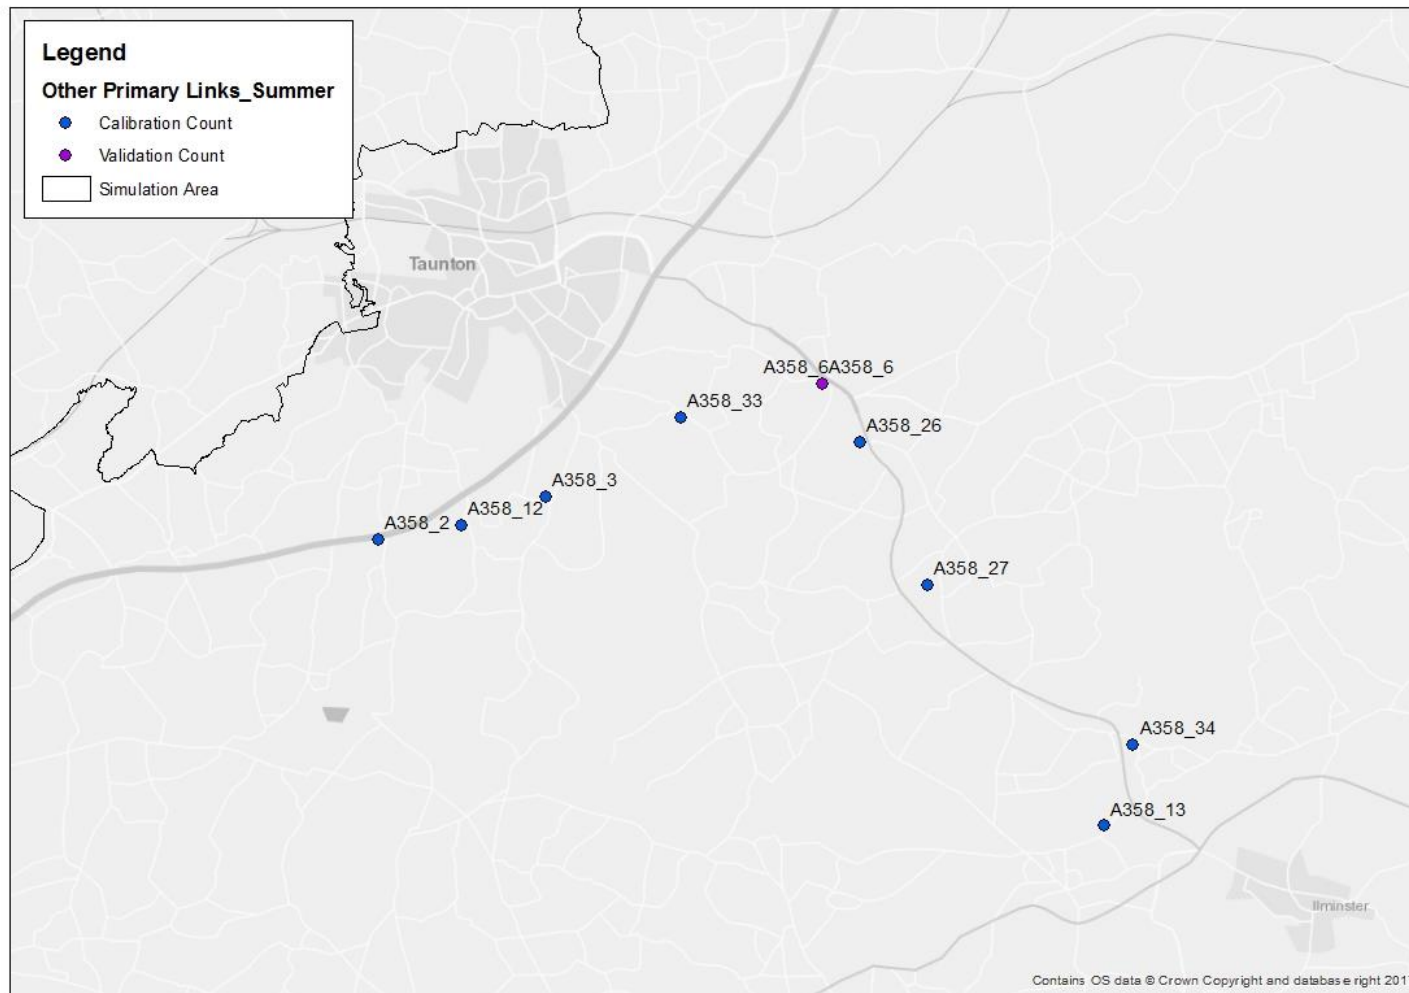 Legend
Other Primary Links_Summer
Calibration Count
Validation Count
Simulation Area
Taunton
A358_6A358_6
A358_33
A358_26
A358_3
A358_12
A358_2
A358_27
A358_34
A358_13
Ilminster
Contains OS data © Crown Copyright and database right 201